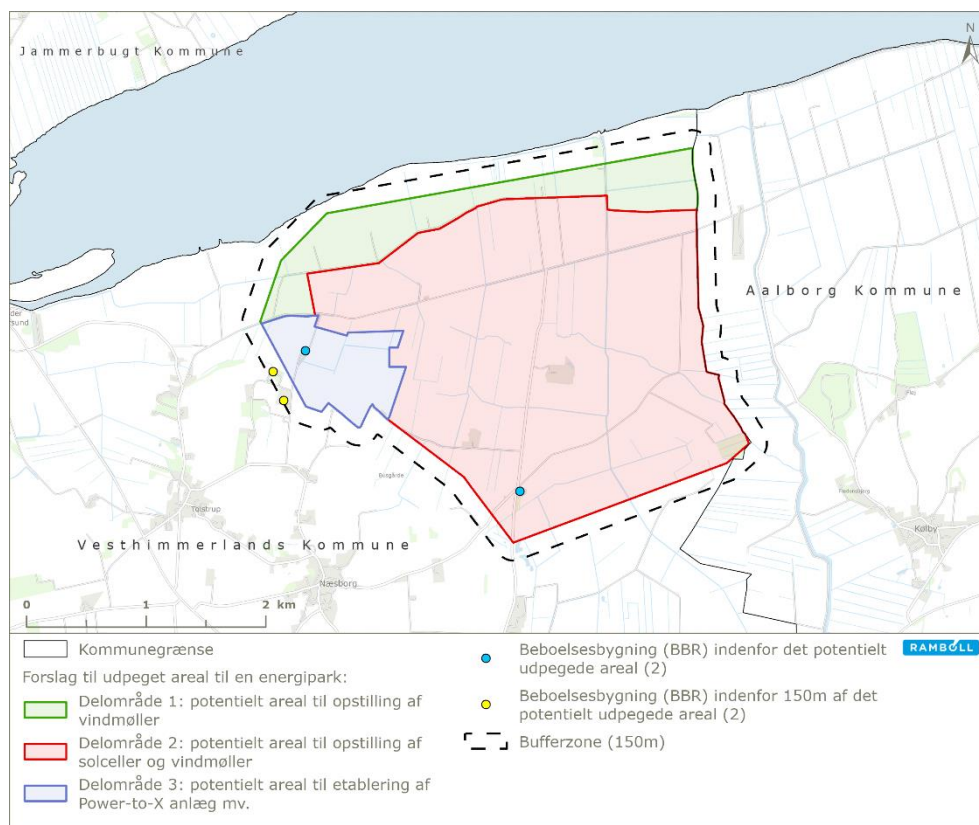 Jammerbugt Kommune
N
Aalborg Kommune
Tolstrup
Vesthimmerlands Kommune
Næsborg
Kølby
0 1 2 km
Kommunegrænse
Forslag til udpeget areal til en energipark:
Delområde 1: potentielt areal til opstilling af
vindmøller
Delområde 2: potentielt areal til opstilling af
solceller og vindmøller
Delområde 3: potentielt areal til etablering af
Power-to-X anlæg mv.
Beboelsesbygning (BBR) indenfor det potentielt
udpegede areal (2)
Beboelsesbygning (BBR) indenfor 150m af det
potentielt udpegede areal (2)
Bufferzone (150m)
RAMBOLL